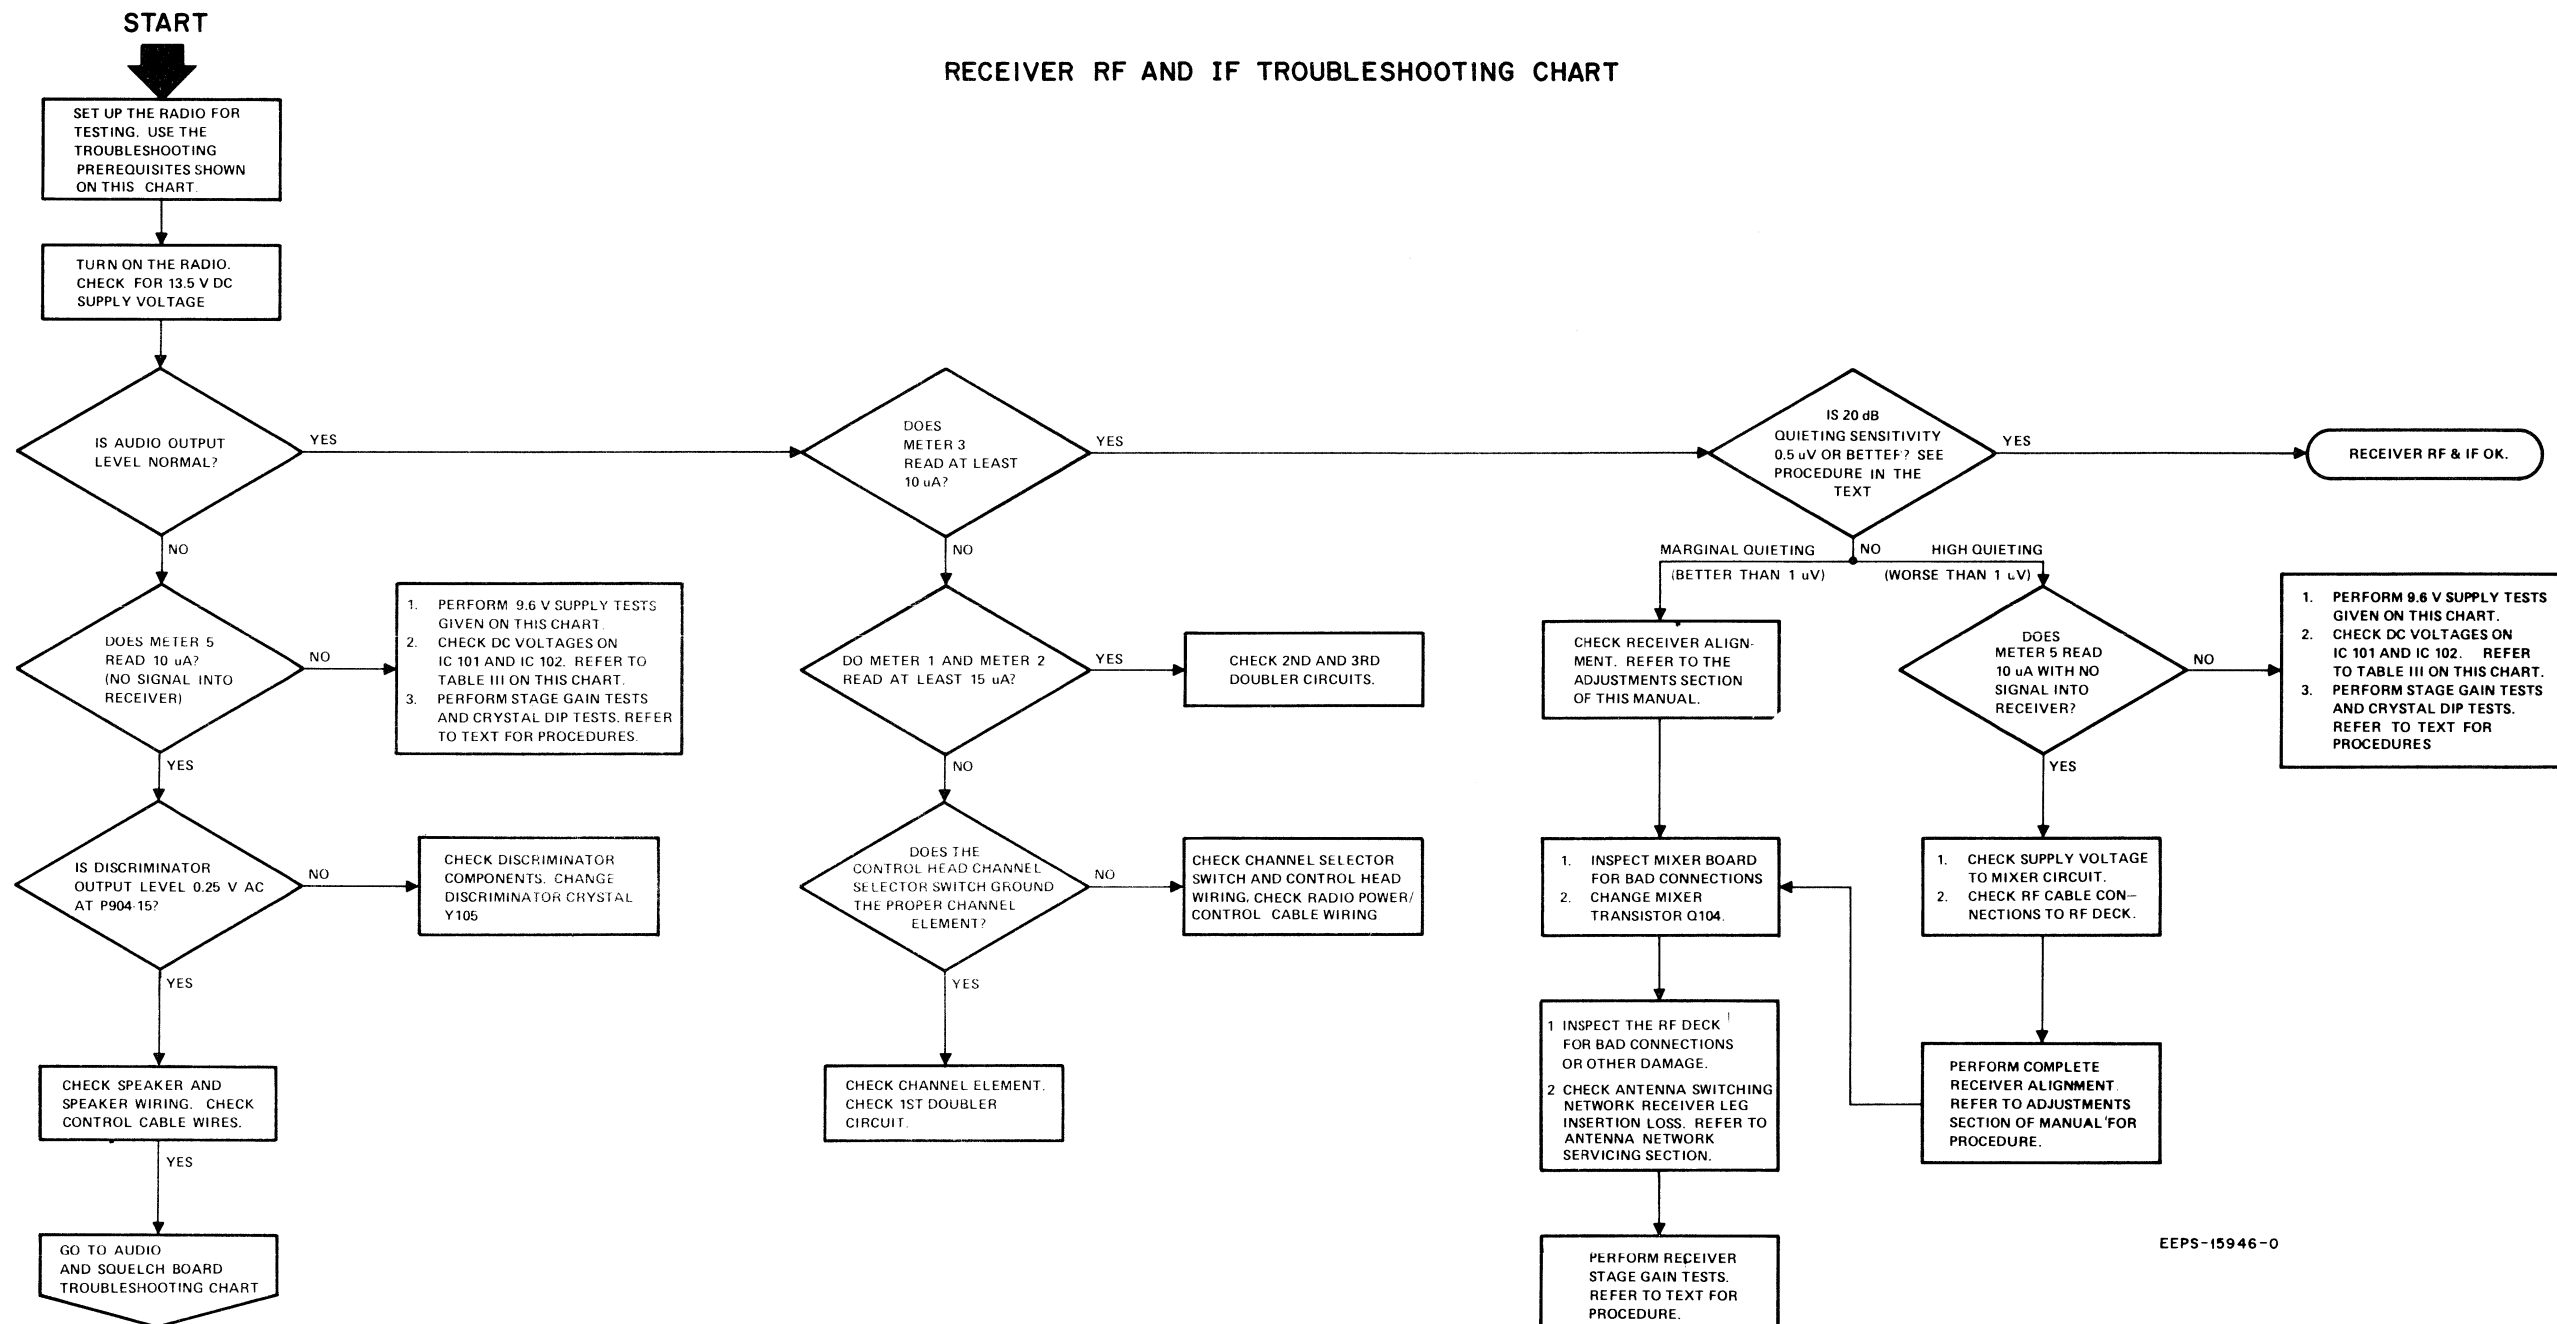 START
RECEIVER RF AND IF TROUBLESHOOTING CHART
SET UP THE RADIO FOR
TESTING. USE THE
TROUBLESHOOTING
PREREQUISITES SHOWN
ON THIS CHART.
TURN ON THE RADIO.
CHECK FOR 13.5 V DC
SUPPLY VOLTAGE
IS AUDIO OUTPUT
LEVEL NORMAL?
YES
NO
DOES
METER 3
READ AT LEAST
10 uA?
YES
NO
IS 20 dB
QUIETING SENSITIVITY
0.5 uV OR BETTER? SEE
PROCEDURE IN THE
TEXT
YES
RECEIVER RF & IF OK.
MARGINAL QUIETING
(BETTER THAN 1 uV)
NO
HIGH QUIETING
(WORSE THAN 1 uV)
DOES METER 5
READ 10 uA?
(NO SIGNAL INTO
RECEIVER)
NO
YES
1. PERFORM 9.6 V SUPPLY TESTS
GIVEN ON THIS CHART.
2. CHECK DC VOLTAGES ON
IC 101 AND IC 102. REFER TO
TABLE III ON THIS CHART.
3. PERFORM STAGE GAIN TESTS
AND CRYSTAL DIP TESTS. REFER
TO TEXT FOR PROCEDURES.
DO METER 1 AND METER 2
READ AT LEAST 15 uA?
YES
NO
CHECK 2ND AND 3RD
DOUBLER CIRCUITS.
CHECK RECEIVER ALIGN-
MENT. REFER TO THE
ADJUSTMENTS SECTION
OF THIS MANUAL.
DOES
METER 5 READ
10 uA WITH NO
SIGNAL INTO
RECEIVER?
NO
YES
1. PERFORM 9.6 V SUPPLY TESTS
GIVEN ON THIS CHART.
2. CHECK DC VOLTAGES ON
IC 101 AND IC 102. REFER
TO TABLE III ON THIS CHART.
3. PERFORM STAGE GAIN TESTS
AND CRYSTAL DIP TESTS.
REFER TO TEXT FOR
PROCEDURES
IS DISCRIMINATOR
OUTPUT LEVEL 0.25 V AC
AT P904-15?
NO
YES
CHECK DISCRIMINATOR
COMPONENTS. CHANGE
DISCRIMINATOR CRYSTAL
Y105
DOES THE
CONTROL HEAD CHANNEL
SELECTOR SWITCH GROUND
THE PROPER CHANNEL
ELEMENT?
NO
YES
CHECK CHANNEL SELECTOR
SWITCH AND CONTROL HEAD
WIRING, CHECK RADIO POWER/
CONTROL CABLE WIRING
1. INSPECT MIXER BOARD
FOR BAD CONNECTIONS
2. CHANGE MIXER
TRANSISTOR Q104.
1. CHECK SUPPLY VOLTAGE
TO MIXER CIRCUIT.
2. CHECK RF CABLE CON-
NECTIONS TO RF DECK.
CHECK SPEAKER AND
SPEAKER WIRING. CHECK
CONTROL CABLE WIRES.
YES
CHECK CHANNEL ELEMENT.
CHECK 1ST DOUBLER
CIRCUIT.
1 INSPECT THE RF DECK
FOR BAD CONNECTIONS
OR OTHER DAMAGE.
2 CHECK ANTENNA SWITCHING
NETWORK RECEIVER LEG
INSERTION LOSS. REFER TO
ANTENNA NETWORK
SERVICING SECTION.
PERFORM COMPLETE
RECEIVER ALIGNMENT.
REFER TO ADJUSTMENTS
SECTION OF MANUAL FOR
PROCEDURE.
GO TO AUDIO
AND SQUELCH BOARD
TROUBLESHOOTING CHART
PERFORM RECEIVER
STAGE GAIN TESTS.
REFER TO TEXT FOR
PROCEDURE.
EEPS-15946-O